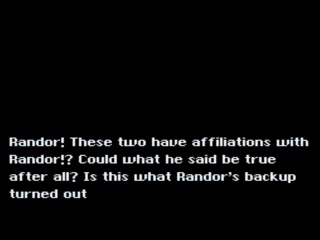 Randor! These two have affiliations with
Randor!? Could what he said be true
after all? Is this what Randor's backup
turned out